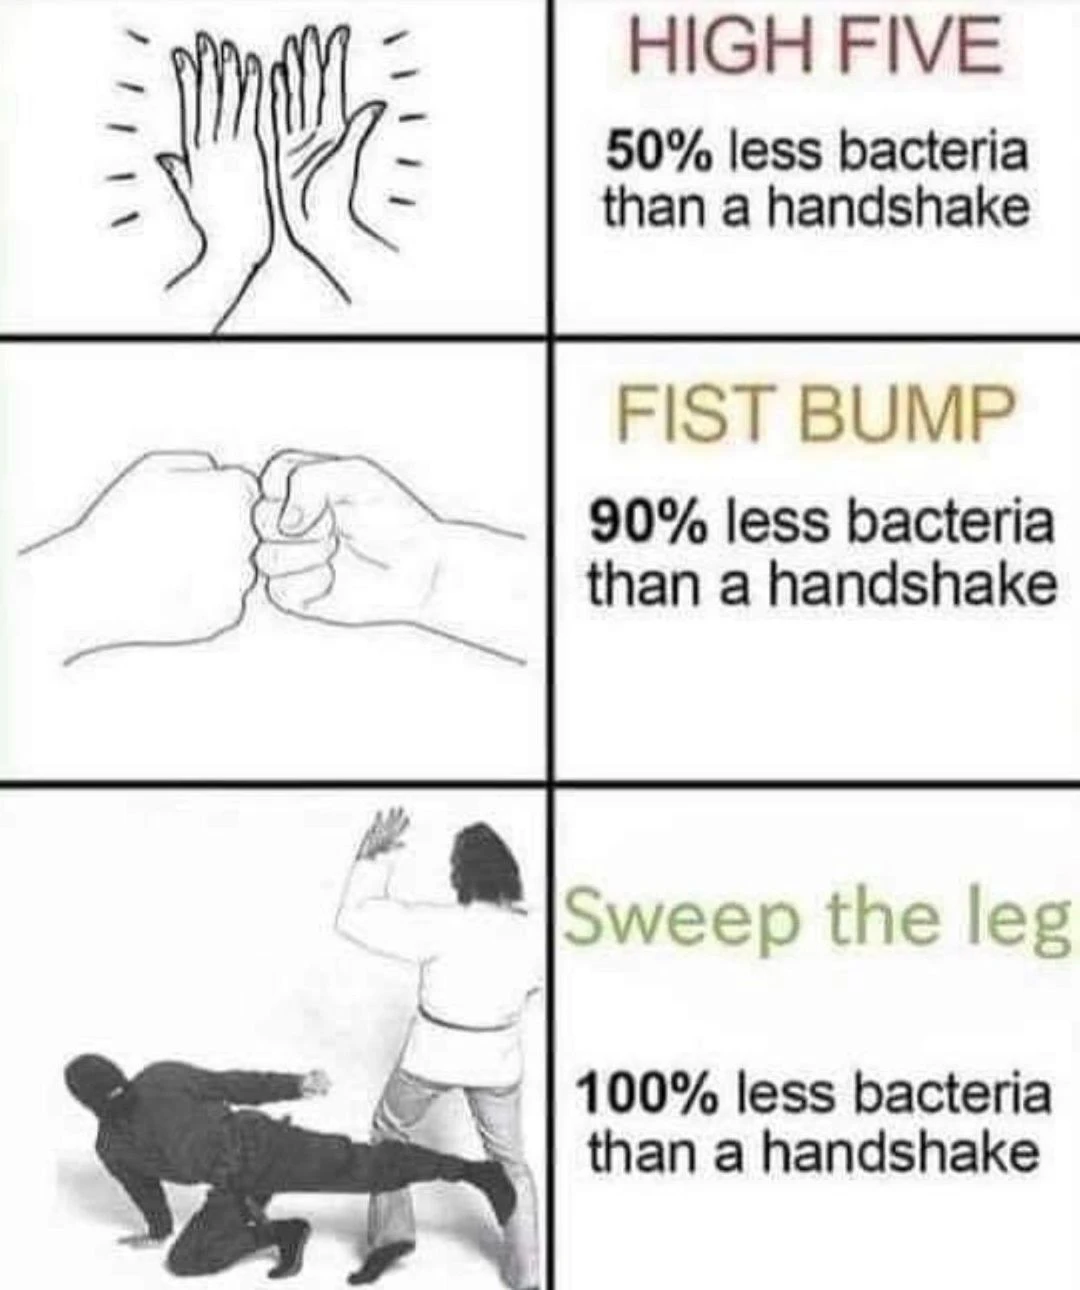 HIGH FIVE
50% less bacteria
than a handshake
FIST BUMP
90% less bacteria
than a handshake
Sweep the leg
100% less bacteria
than a handshake